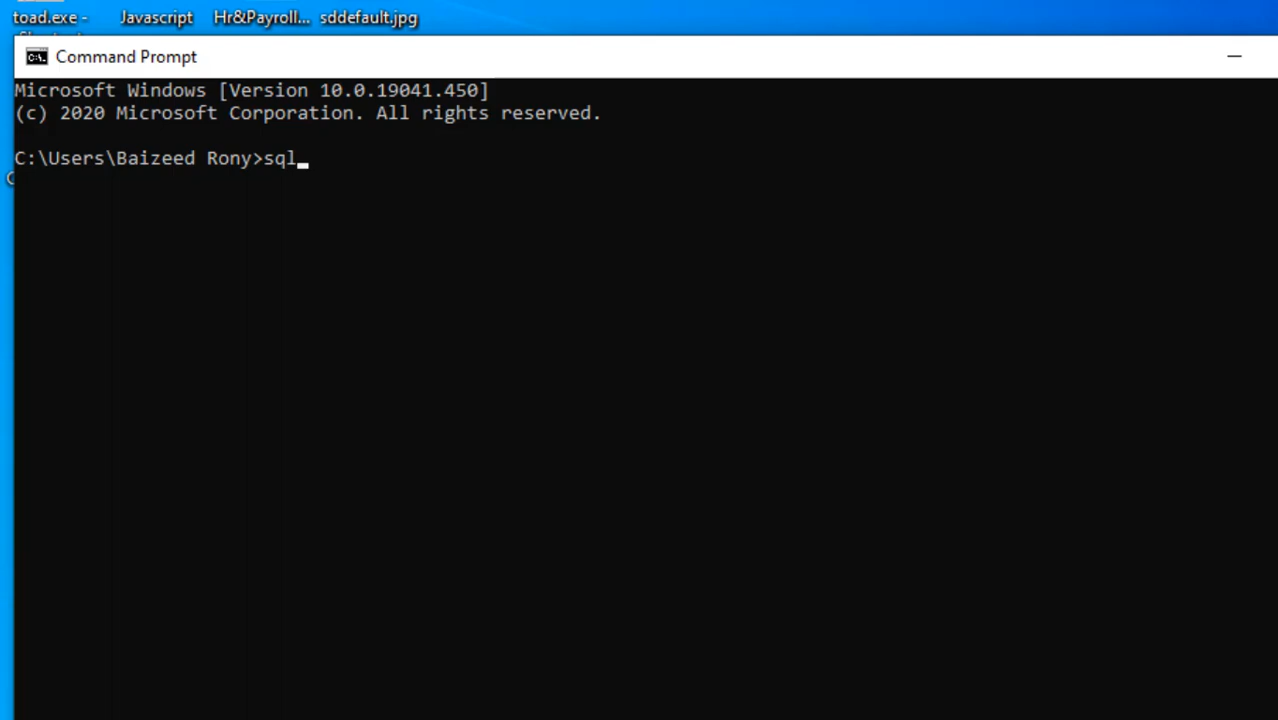 toad.exe - Javascript Hr&Payroll... sddefault.jpg
Command Prompt
Microsoft Windows [Version 10.0.19041.450]
(c) 2020 Microsoft Corporation. All rights reserved.
C:\Users\Baizeed Rony>sql